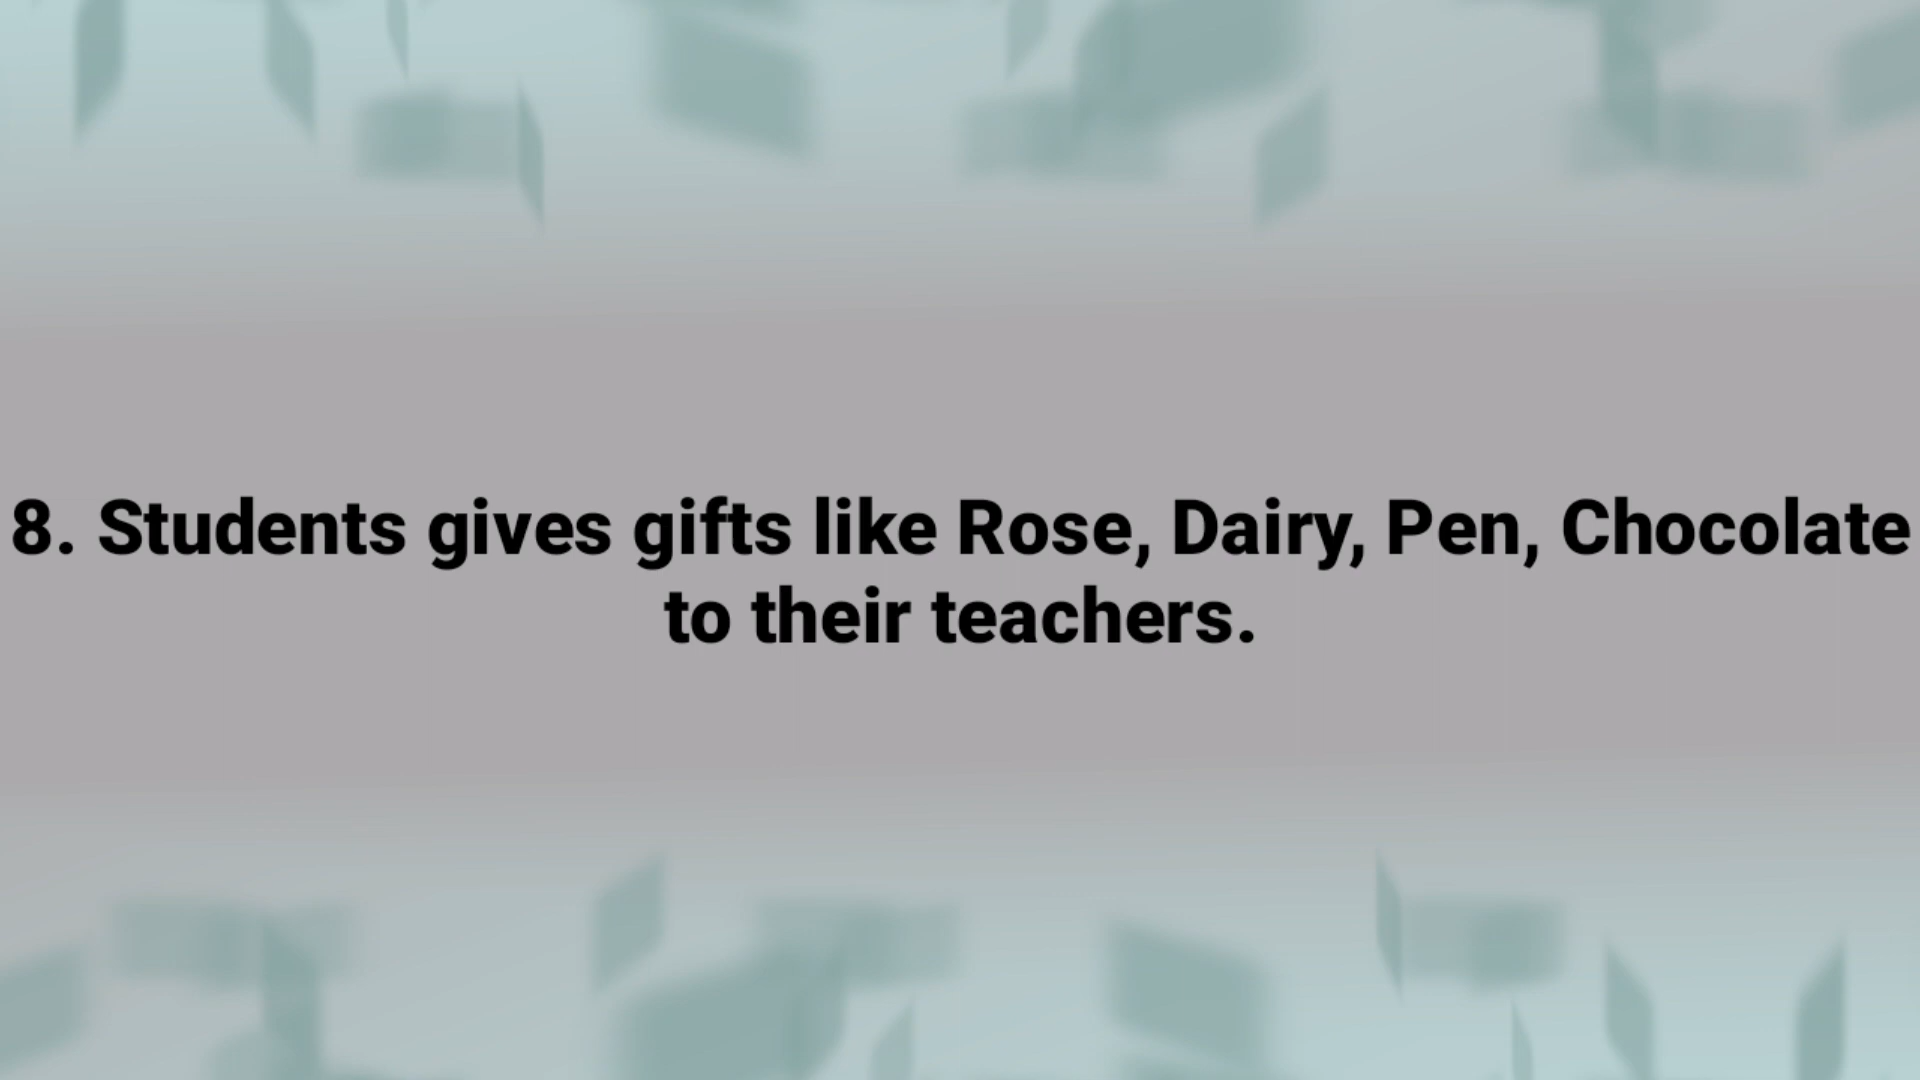 8. Students gives gifts like Rose, Dairy, Pen, Chocolate
to their teachers.